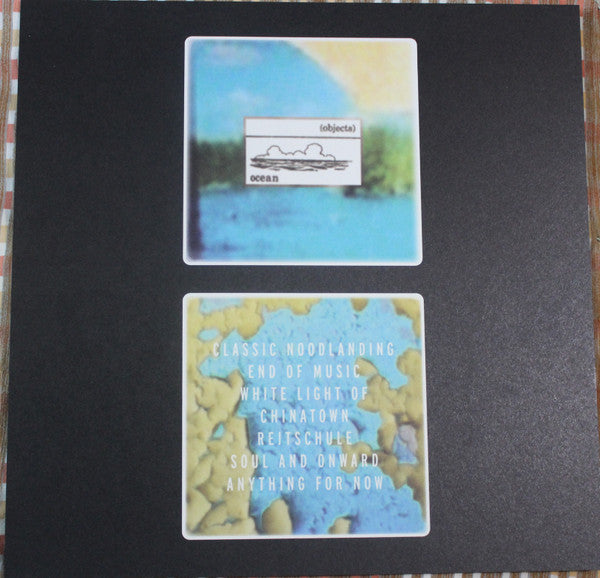 (objects)
ocean
CLASSIC NOODLANDING
END OF MUSIC
WHITE LIGHT OF
CHINATOWN
REITSCHULE
SOUL AND ONWARD
ANYTHING FOR NOW